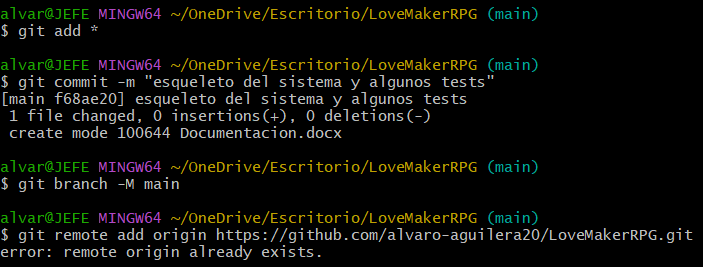 alvar@JEFE MINGW64 ~/OneDrive/Escritorio/LoveMakerRPG (main)
$ git add *
alvar@JEFE MINGW64 ~/OneDrive/Escritorio/LoveMakerRPG (main)
$ git commit -m "esqueleto del sistema y algunos tests"
[main f68ae20] esqueleto del sistema y algunos tests
 1 file changed, 0 insertions(+), 0 deletions(-)
 create mode 100644 Documentacion.docx
alvar@JEFE MINGW64 ~/OneDrive/Escritorio/LoveMakerRPG (main)
$ git branch -M main
alvar@JEFE MINGW64 ~/OneDrive/Escritorio/LoveMakerRPG (main)
$ git remote add origin https://github.com/alvaro-aguilera20/LoveMakerRPG.git
error: remote origin already exists.